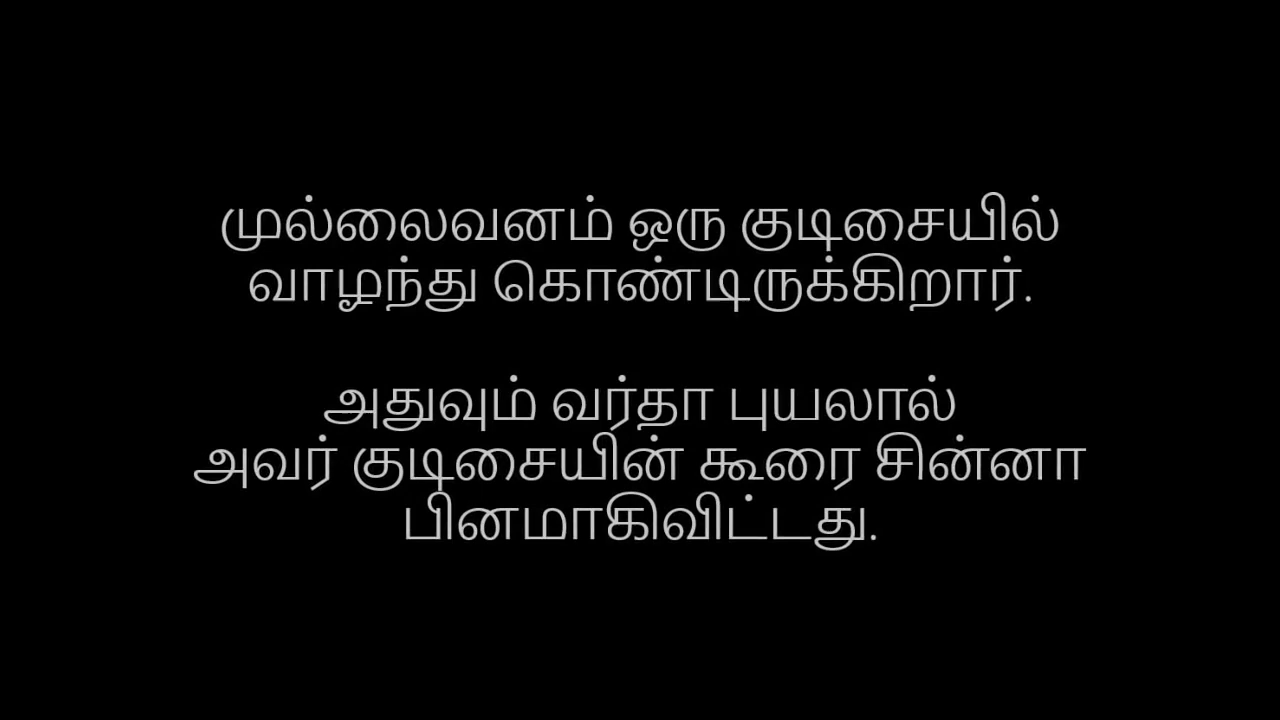 முல்லைவனம் ஒரு குடிசையில்
வாழந்து கொண்டிருக்கிறார்.
அதுவும் வர்தா புயலால்
அவர் குடிசையின் கூரை சின்னா
பினமாகிவிட்டது.